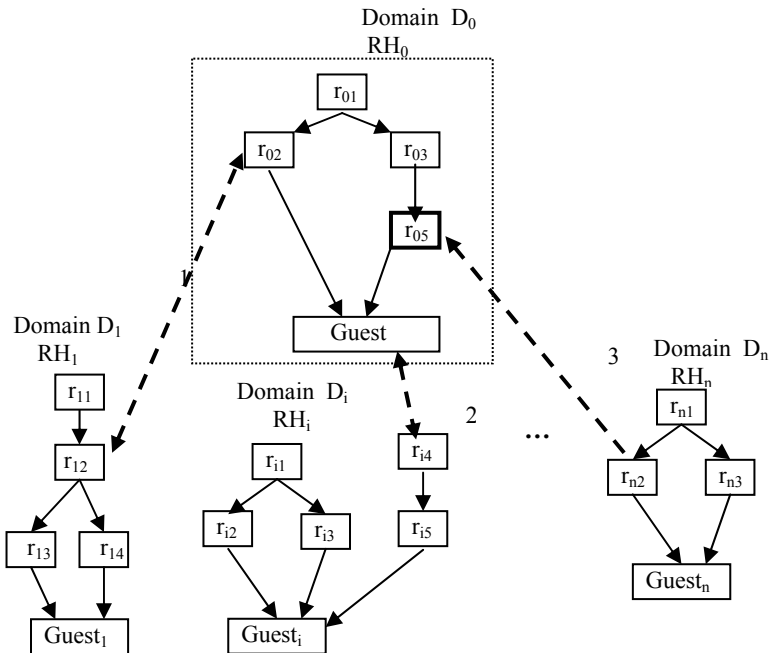 Domain D₀
RH₀
r₀₁
r₀₂
r₀₃
r₀₅
Guest
1
Domain D₁
RH₁
r₁₁
r₁₂
r₁₃
r₁₄
Guest₁
Domain Dᵢ
RHᵢ
rᵢ₁
rᵢ₂
rᵢ₃
rᵢ₄
rᵢ₅
Guestᵢ
2
...
3
Domain Dₙ
RHₙ
rₙ₁
rₙ₂
rₙ₃
Guestₙ